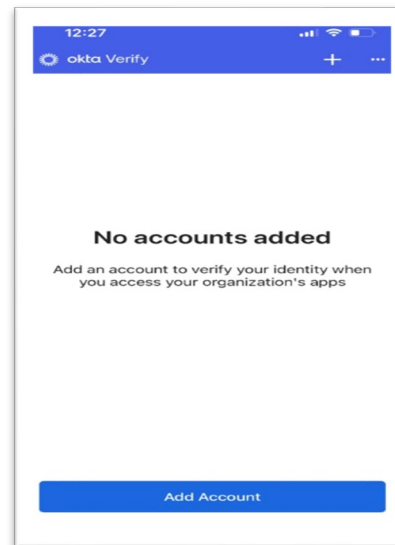 12:27
okta Verify
No accounts added
Add an account to verify your identity when
you access your organization's apps
Add Account